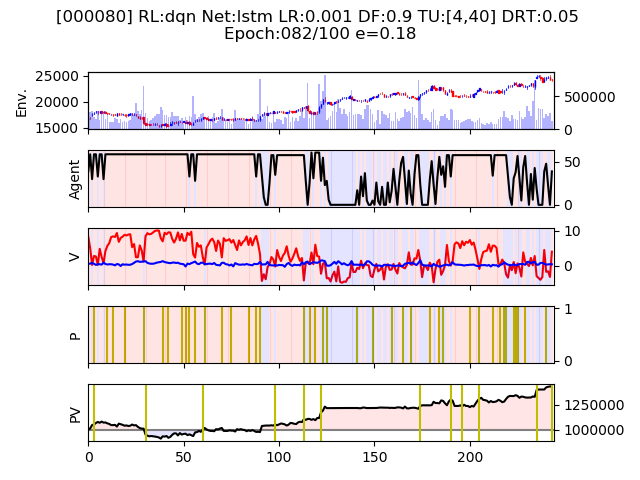 [000080] RL:dqn Net:lstm LR:0.001 DF:0.9 TU:[4,40] DRT:0.05
Epoch:082/100 e=0.18
Env.
25000
20000
15000
500000
0
Agent
50
0
V
10
0
P
1
0
PV
1250000
1000000
0 50 100 150 200